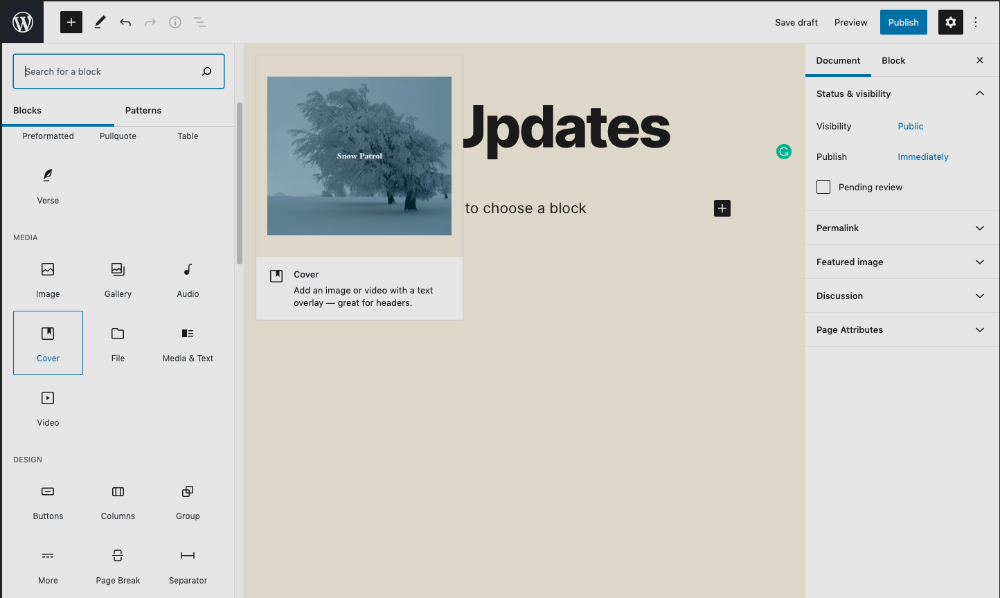 Save draft
Preview
Publish
Search for a block
Blocks
Patterns
Preformatted
Pullquote
Table
Verse
MEDIA
Image
Gallery
Audio
Cover
File
Media & Text
Video
DESIGN
Buttons
Columns
Group
More
Page Break
Separator
Snow Patrol
Cover
Add an image or video with a text
overlay — great for headers.
Updates
to choose a block
Document
Block
Status & visibility
Visibility
Public
Publish
Immediately
Pending review
Permalink
Featured image
Discussion
Page Attributes